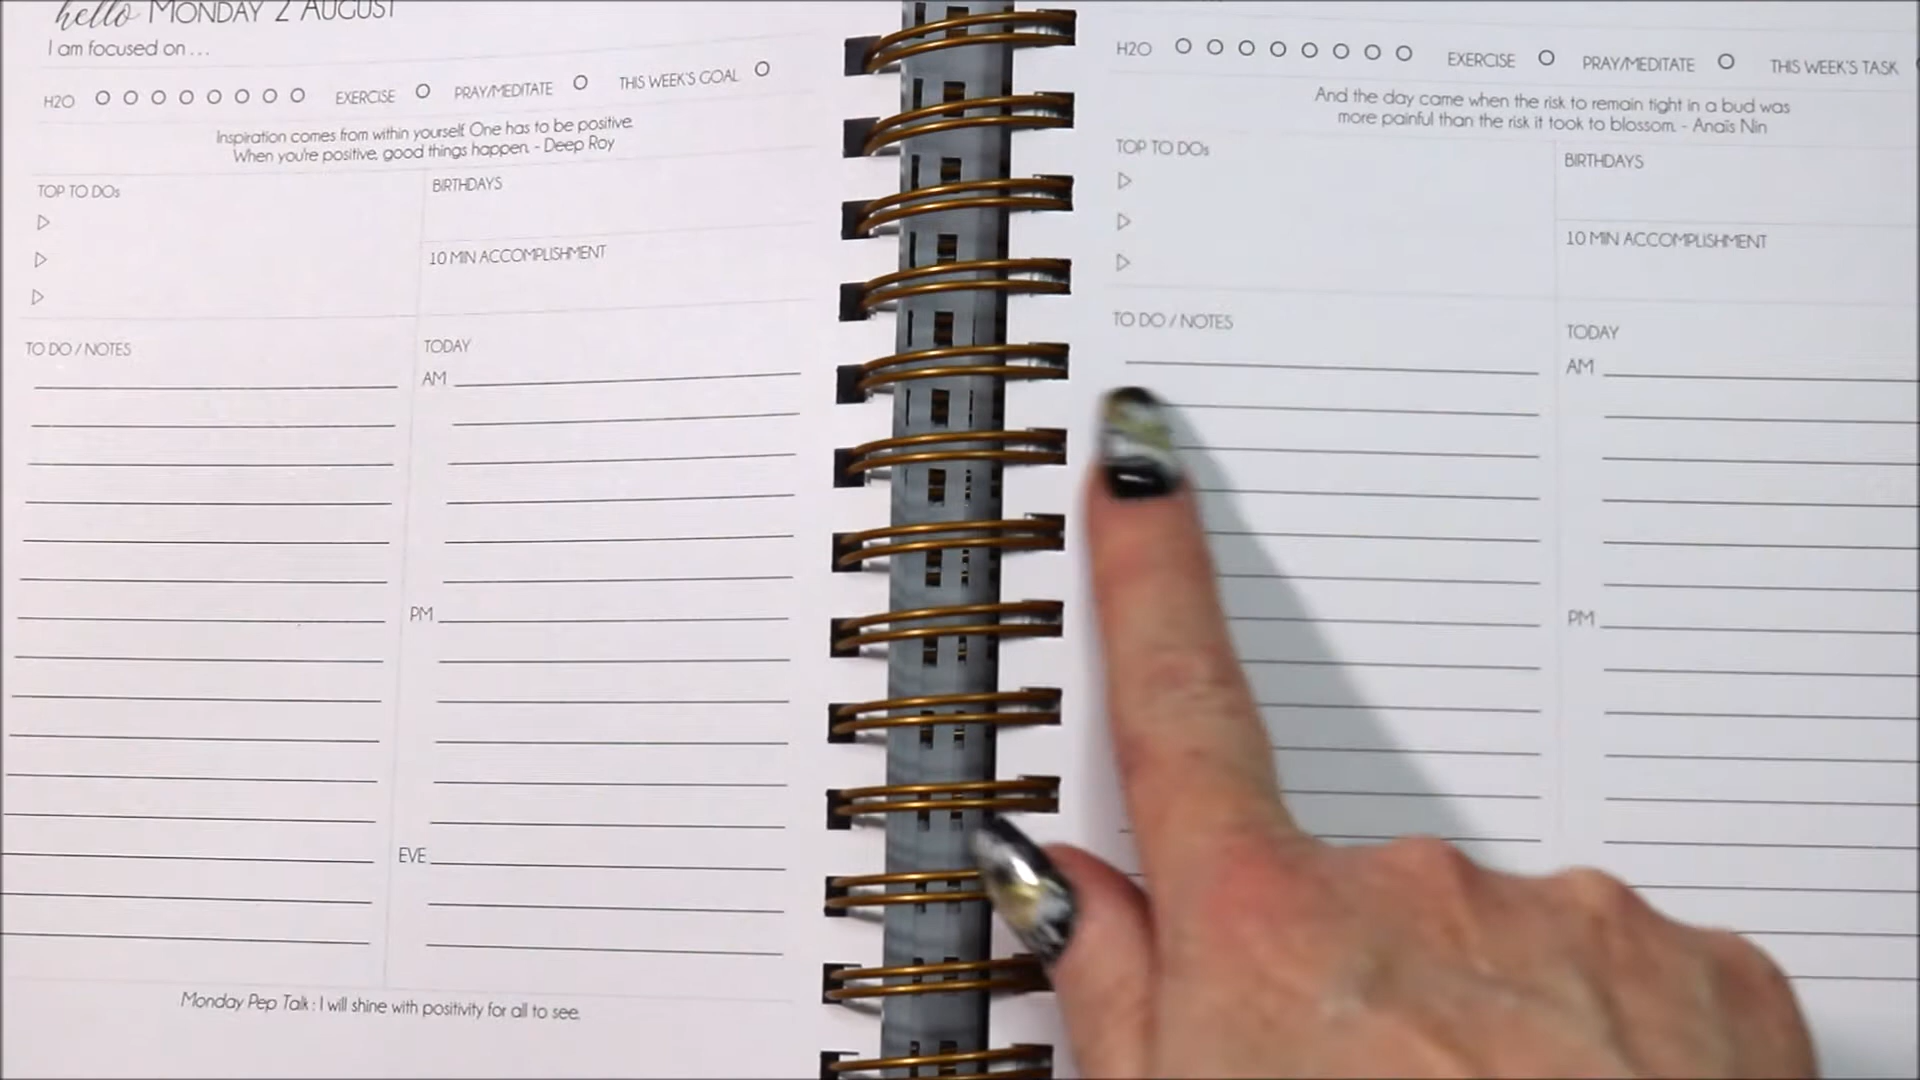 hello MONDAY 2 AUGUST
I am focused on ...
H2O EXERCISE PRAY/MEDITATE THIS WEEK'S GOAL
Inspiration comes from within yourself. One has to be positive.
When you're positive, good things happen. - Deep Roy
TOP TO DOs
BIRTHDAYS
10 MIN ACCOMPLISHMENT
TO DO / NOTES
TODAY
AM
PM
EVE
Monday Pep Talk : I will shine with positivity for all to see.
H2O EXERCISE PRAY/MEDITATE THIS WEEK'S TASK
And the day came when the risk to remain tight in a bud was
more painful than the risk it took to blossom. - Anaïs Nin
TOP TO DOs
BIRTHDAYS
10 MIN ACCOMPLISHMENT
TO DO / NOTES
TODAY
AM
PM